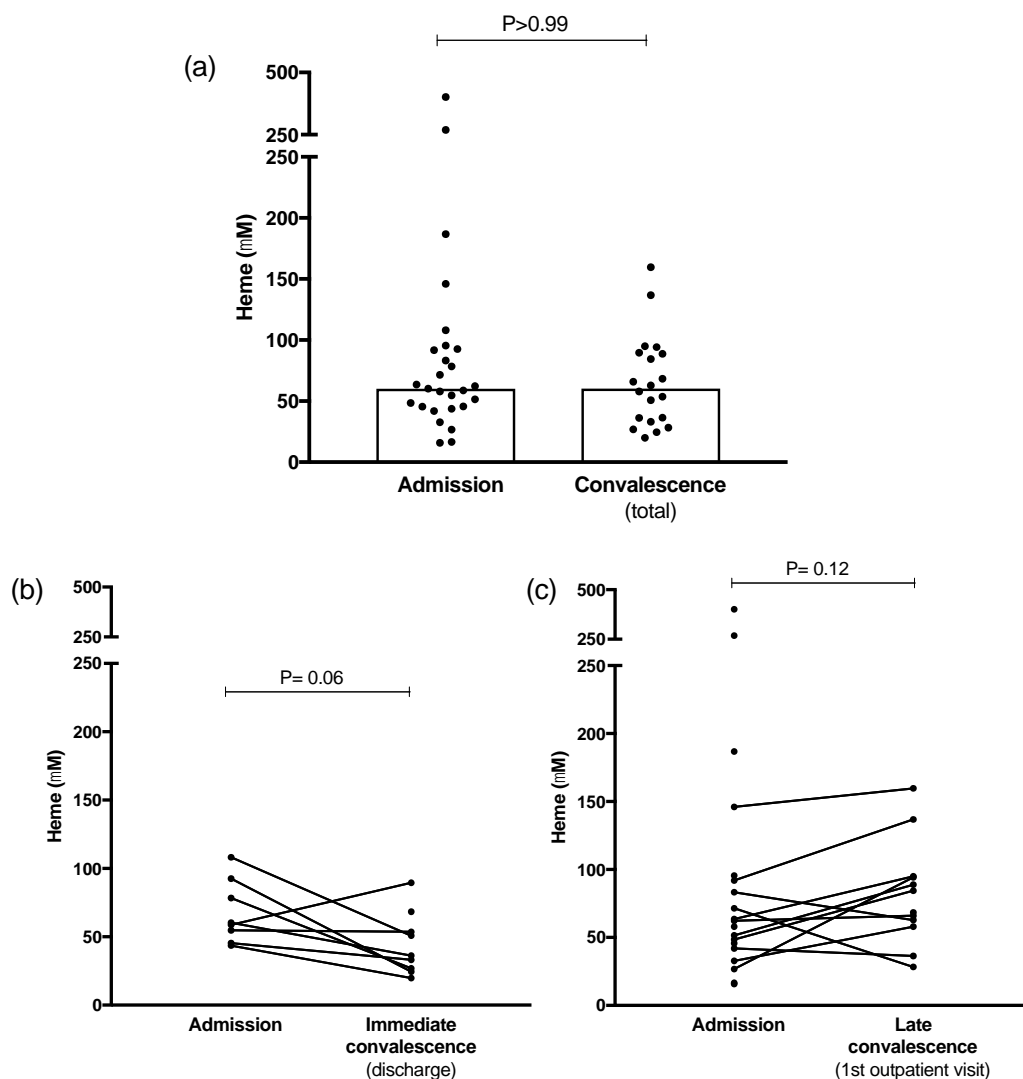 P>0.99
(a)
500
250
250
200
150
100
50
0
Heme (mM)
Admission
Convalescence
(total)
(b)
500
250
250
200
150
100
50
0
Heme (mM)
P= 0.06
Admission
Immediate
convalescence
(discharge)
(c)
P= 0.12
500
250
250
200
150
100
50
0
Heme (mM)
Admission
Late
convalescence
(1st outpatient visit)